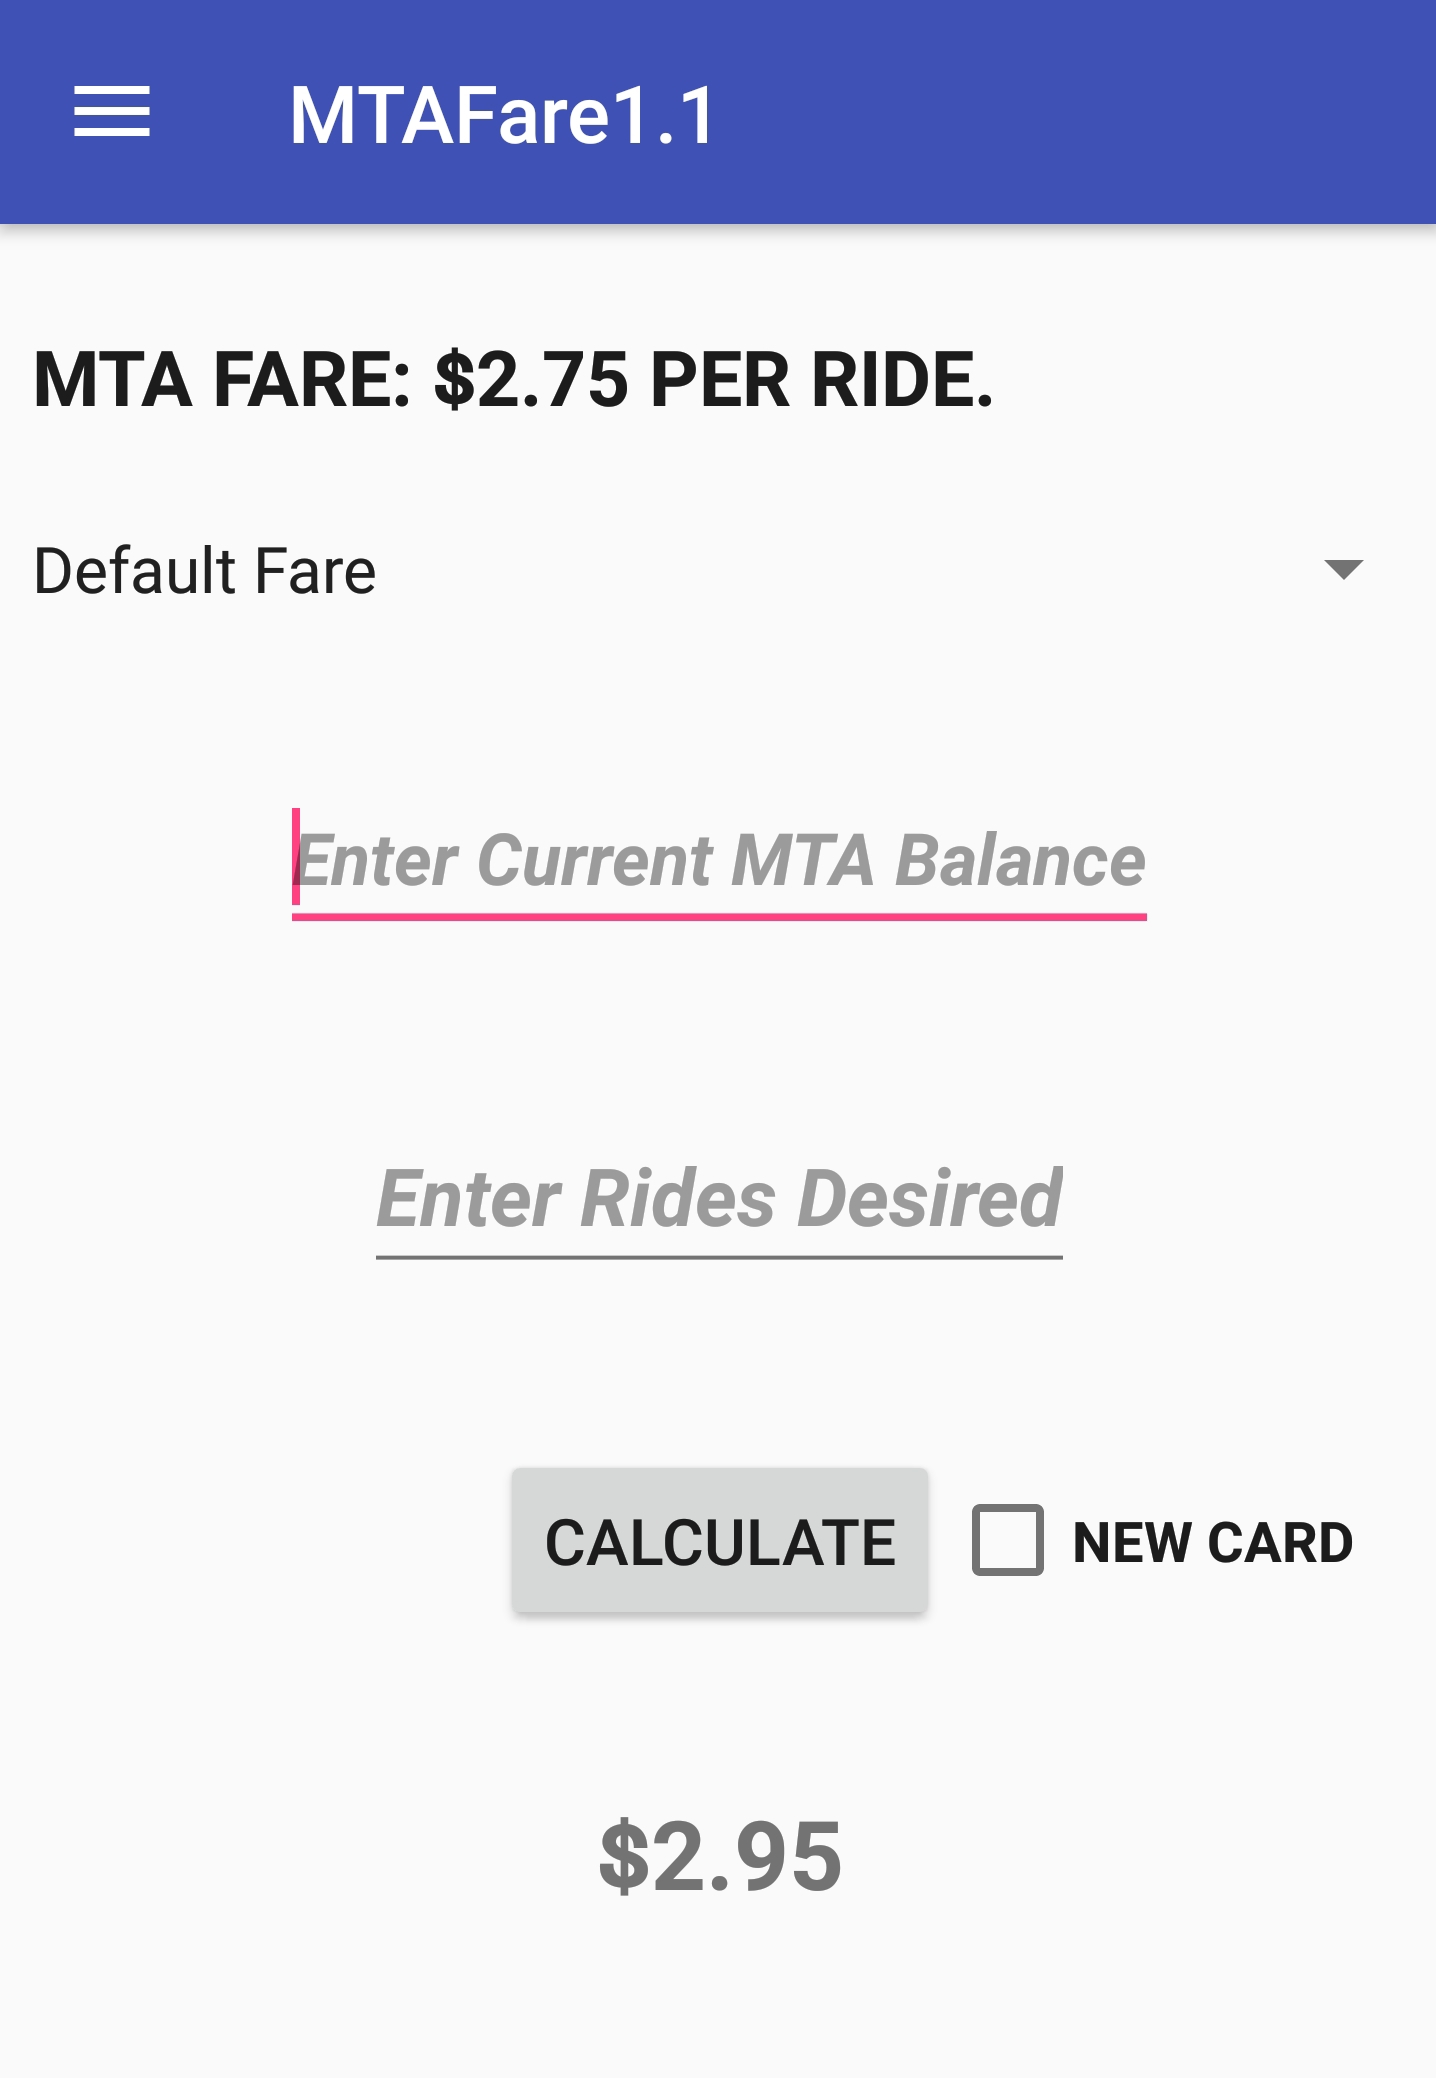 MTAFare1.1
MTA FARE: $2.75 PER RIDE.
Default Fare
Enter Current MTA Balance
Enter Rides Desired
CALCULATE NEW CARD
$2.95